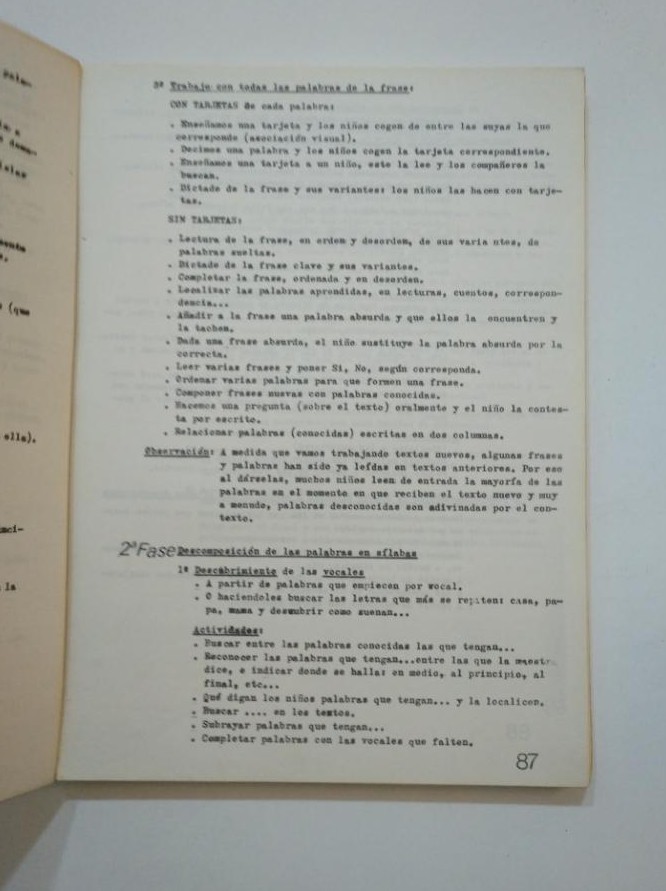 3º Trabajo con todas las palabras de la frase:
CON TARJETAS de cada palabra:
. Enseñamos una tarjeta y los niños cogen de entre las suyas la que
corresponde (asociación visual).
. Decimos una palabra y los niños cogen la tarjeta correspondiente.
. Enseñamos una tarjeta a un niño, este la lee y los compañeros la
buscan.
. Dictado de la frase y sus variantes: los niños las hacen con tarje-
tas.
SIN TARJETAS:
. Lectura de la frase, en orden y desorden, de sus varia ntes, de
palabras sueltas.
. Dictado de la frase clave y sus variantes.
. Completar la frase, ordenada y en desorden.
. Localizar las palabras aprendidas, en lecturas, cuentos, correspon-
dencia...
. Añadir a la frase una palabra absurda y que ellos la encuentren y
la tachen.
. Dada una frase absurda, el niño sustituye la palabra absurda por la
correcta.
. Leer varias frases y poner Si, No, según corresponda.
. Ordenar varias palabras para que formen una frase.
. Componer frases nuevas con palabras conocidas.
. Hacemos una pregunta (sobre el texto) oralmente y el niño la contes-
ta por escrito.
. Relacionar palabras (conocidas) escritas en dos columnas.
Observación: A medida que vamos trabajando textos nuevos, algunas frases
y palabras han sido ya leídas en textos anteriores. Por eso
al dárselas, muchos niños leen de entrada la mayoría de las
palabras en el momento en que reciben el texto nuevo y muy
a menudo, palabras desconocidas son adivinadas por el con-
texto.
2ª Fase Descomposición de las palabras en sílabas
1º Descubrimiento de las vocales
. A partir de palabras que empiecen por vocal.
. O haciendoles buscar las letras que más se repiten: casa, pa-
pa, mama y descubrir como suenan...
Actividades:
. Buscar entre las palabras conocidas las que tengan...
. Reconocer las palabras que tengan...entre las que la maestra
dice, e indicar donde se halla: en medio, al principio, al
final, etc...
. Qué digan los niños palabras que tengan... y la localicen.
. Buscar .... en los textos.
. Subrayar palabras que tengan...
. Completar palabras con las vocales que falten.
87
(que
ella).
la